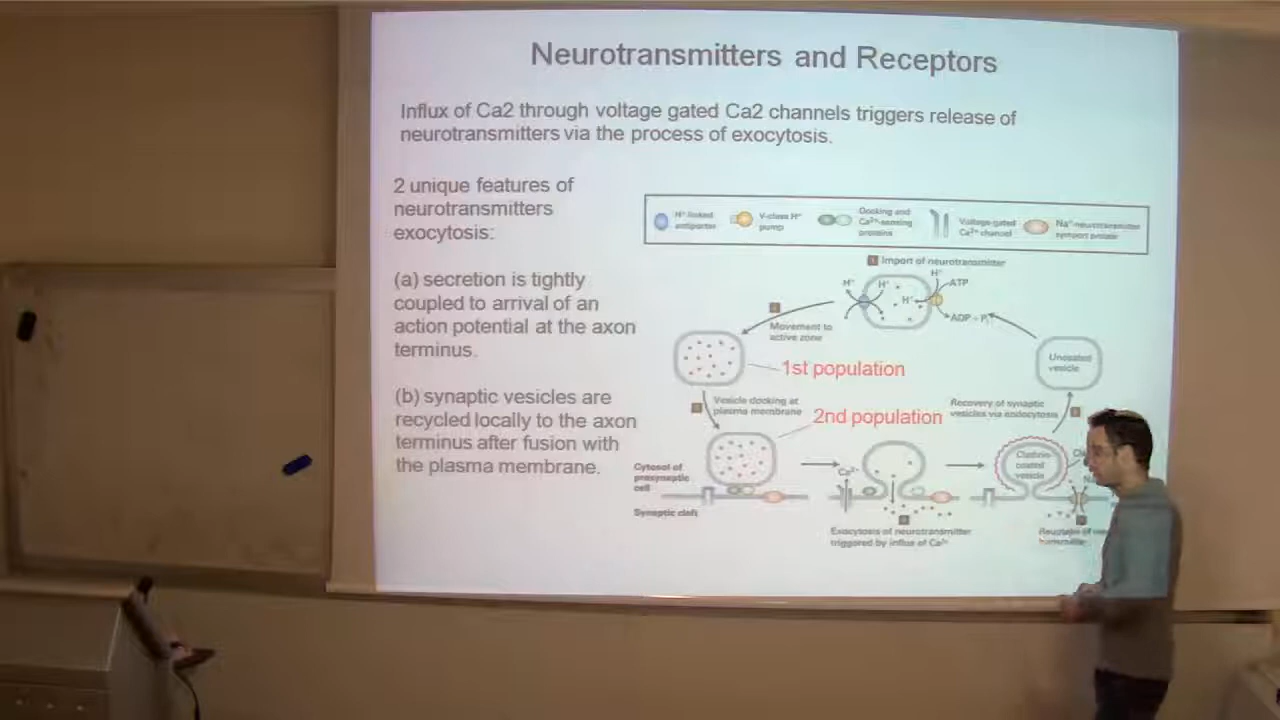 Neurotransmitters and Receptors
Influx of Ca2 through voltage gated Ca2 channels triggers release of
neurotransmitters via the process of exocytosis.
2 unique features of
neurotransmitters
exocytosis:
(a) secretion is tightly
coupled to arrival of an
action potential at the axon
terminus.
(b) synaptic vesicles are
recycled locally to the axon
terminus after fusion with
the plasma membrane.
H⁺ linked
antiporter
V-class H⁺
pump
Docking and
Ca²⁺-sensing
proteins
Voltage-gated
Ca²⁺ channel
Na⁺-neurotransmitter
symport protein
1 Import of neurotransmitter
H⁺
H⁺
H⁺
H⁺
ATP
ADP + Pi
Movement to
active zone
1st population
Uncoated
vesicle
Vesicle docking at
plasma membrane
2nd population
Recovery of synaptic
vesicles via endocytosis
Cytosol of
presynaptic
cell
Synaptic cleft
Ca²⁺
Clathrin-
coated
vesicle
Exocytosis of neurotransmitter
triggered by influx of Ca²⁺
Reuptake of